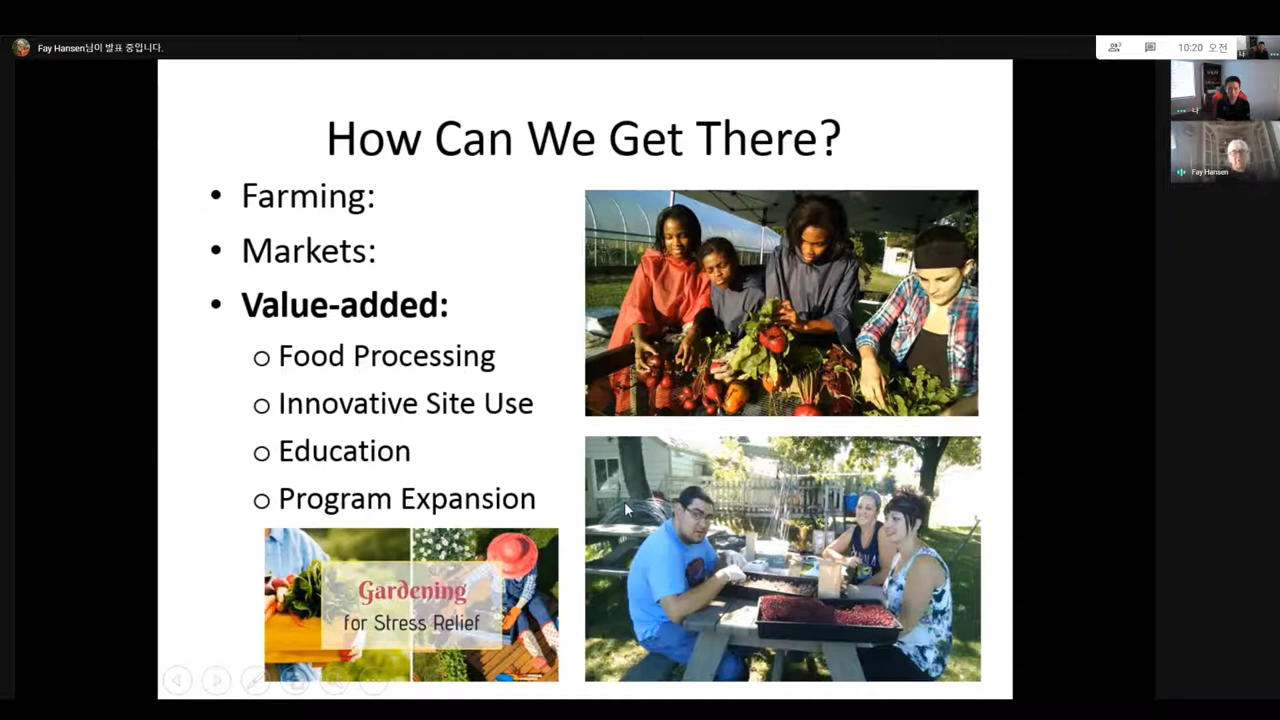 Fay Hansen님이 발표 중입니다.
10:20 오전
나
나
Fay Hansen
How Can We Get There?
• Farming:
• Markets:
• Value-added:
o Food Processing
o Innovative Site Use
o Education
o Program Expansion
Gardening
for Stress Relief